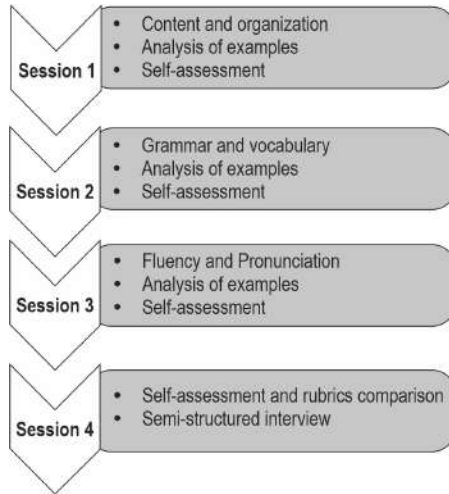 Session 1
• Content and organization
• Analysis of examples
• Self-assessment
Session 2
• Grammar and vocabulary
• Analysis of examples
• Self-assessment
Session 3
• Fluency and Pronunciation
• Analysis of examples
• Self-assessment
Session 4
• Self-assessment and rubrics comparison
• Semi-structured interview